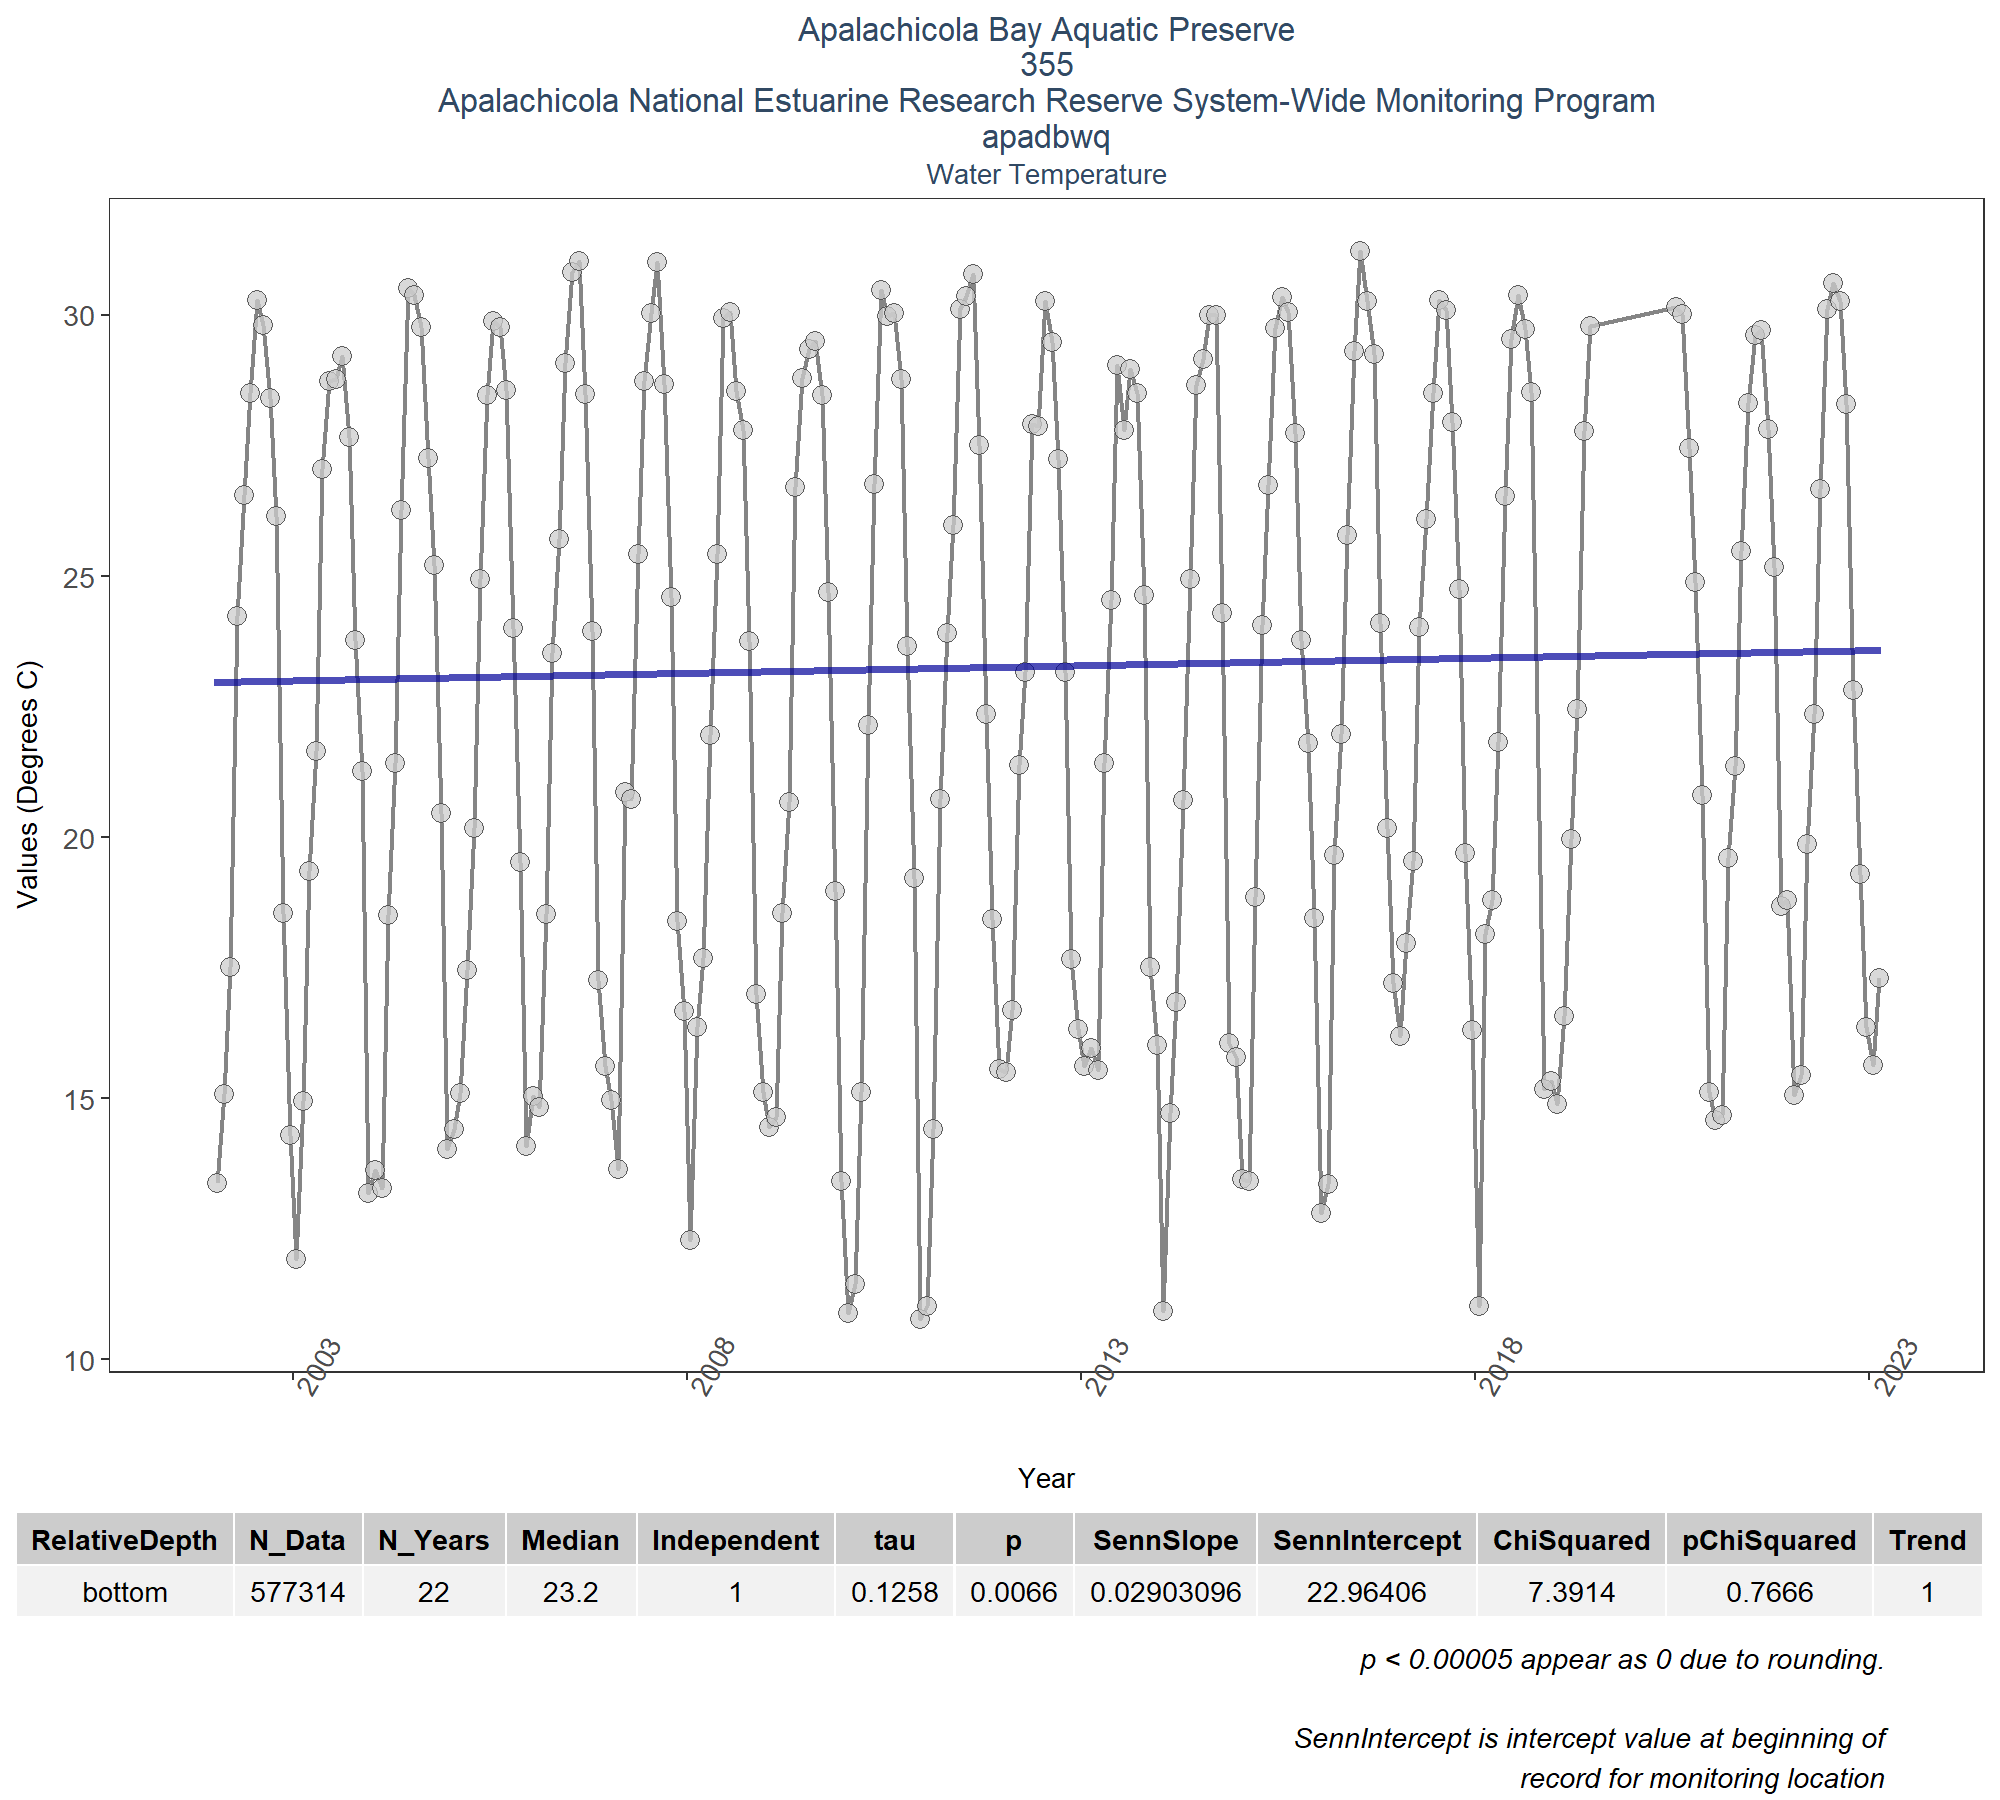 Apalachicola Bay Aquatic Preserve
355
Apalachicola National Estuarine Research Reserve System-Wide Monitoring Program
apadbwq
Water Temperature
Values (Degrees C)
30
25
20
15
10
2003 2008 2013 2018 2023
Year
RelativeDepth N_Data N_Years Median Independent tau p SennSlope SennIntercept ChiSquared pChiSquared Trend
bottom 577314 22 23.2 1 0.1258 0.0066 0.02903096 22.96406 7.3914 0.7666 1
p < 0.00005 appear as 0 due to rounding.
SennIntercept is intercept value at beginning of
record for monitoring location